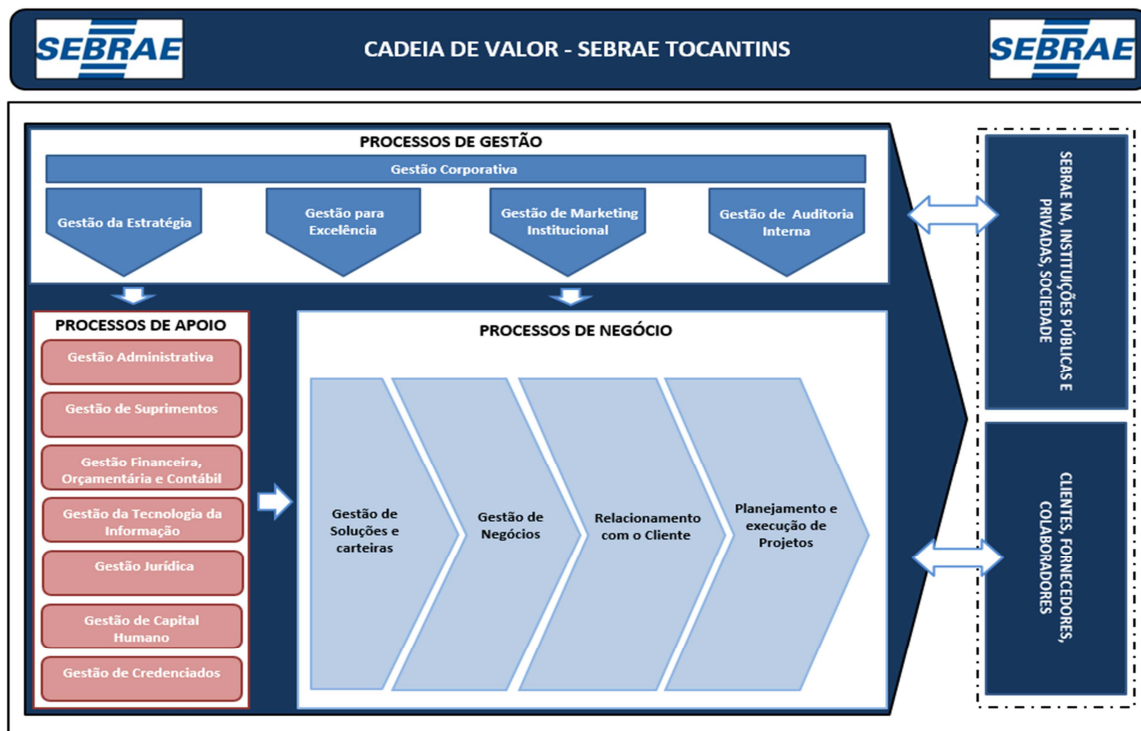 SEBRAE
CADEIA DE VALOR - SEBRAE TOCANTINS
SEBRAE
PROCESSOS DE GESTÃO
Gestão Corporativa
Gestão da Estratégia
Gestão para
Excelência
Gestão de Marketing
Institucional
Gestão de Auditoria
Interna
PROCESSOS DE APOIO
Gestão Administrativa
Gestão de Suprimentos
Gestão Financeira,
Orçamentária e Contábil
Gestão da Tecnologia da
Informação
Gestão Jurídica
Gestão de Capital
Humano
Gestão de Credenciados
PROCESSOS DE NEGÓCIO
Gestão de
Soluções e
carteiras
Gestão de
Negócios
Relacionamento
com o Cliente
Planejamento e
execução de
Projetos
SEBRAE NA, INSTITUIÇÕES PÚBLICAS E
PRIVADAS, SOCIEDADE
CLIENTES, FORNECEDORES,
COLABORADORES